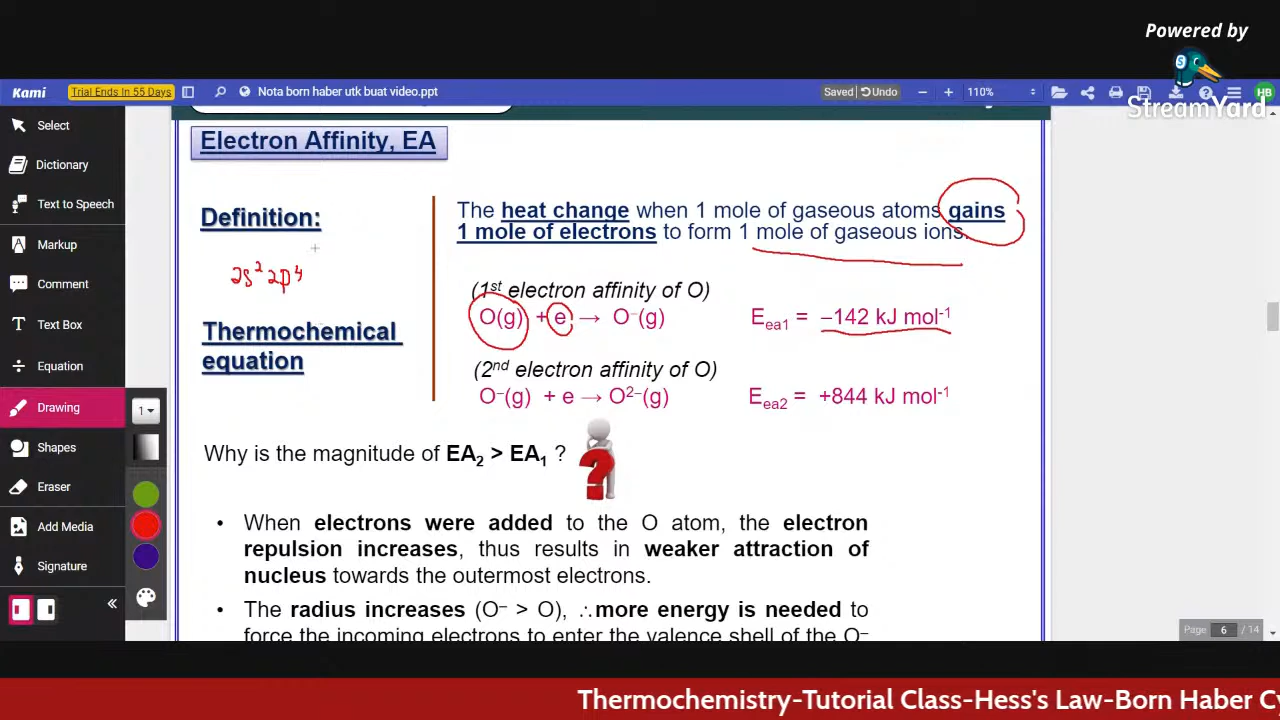 Powered by
StreamYard
Kami
Trial Ends In 55 Days
Nota born haber utk buat video.ppt
Saved Undo
110%
HB
Select
Dictionary
Text to Speech
Markup
Comment
Text Box
Equation
Drawing
Shapes
Eraser
Add Media
Signature
1
Electron Affinity, EA
Definition:
2s² 2p⁴
Thermochemical
equation
The heat change when 1 mole of gaseous atoms gains
1 mole of electrons to form 1 mole of gaseous ions.
(1st electron affinity of O)
O(g) + e → O⁻(g) Eea1 = –142 kJ mol-1
(2nd electron affinity of O)
O⁻(g) + e → O²⁻(g) Eea2 = +844 kJ mol-1
Why is the magnitude of EA₂ > EA₁ ?
• When electrons were added to the O atom, the electron
repulsion increases, thus results in weaker attraction of
nucleus towards the outermost electrons.
• The radius increases (O⁻ > O), ∴more energy is needed to
force the incoming electrons to enter the valence shell of the O⁻
Page 6 / 14
Thermochemistry-Tutorial Class-Hess's Law-Born Haber Cy